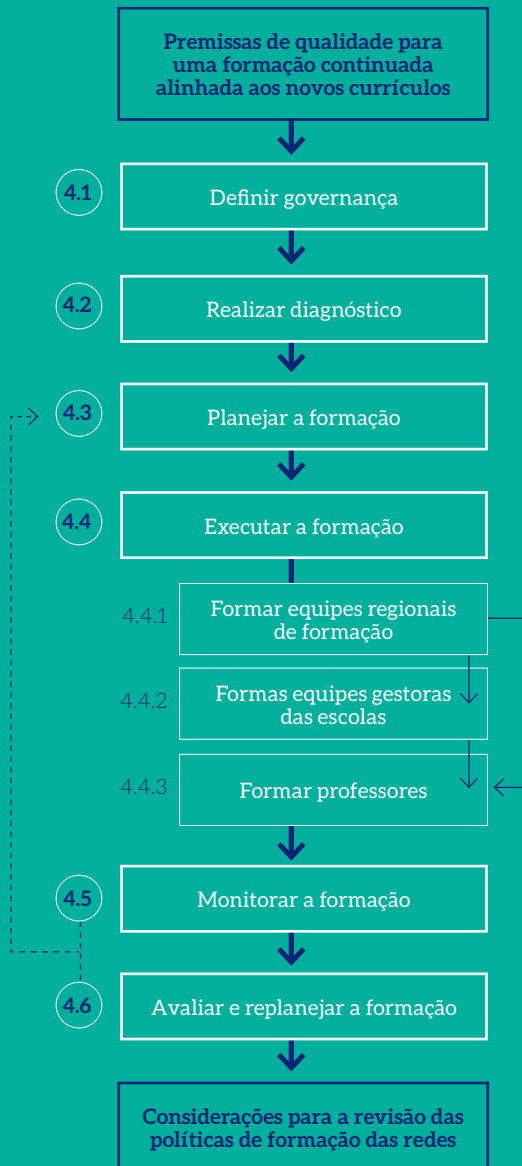 Premissas de qualidade para
uma formação continuada
alinhada aos novos currículos
4.1
Definir governança
4.2
Realizar diagnóstico
4.3
Planejar a formação
4.4
Executar a formação
4.4.1
Formar equipes regionais
de formação
4.4.2
Formas equipes gestoras
das escolas
4.4.3
Formar professores
4.5
Monitorar a formação
4.6
Avaliar e replanejar a formação
Considerações para a revisão das
políticas de formação das redes